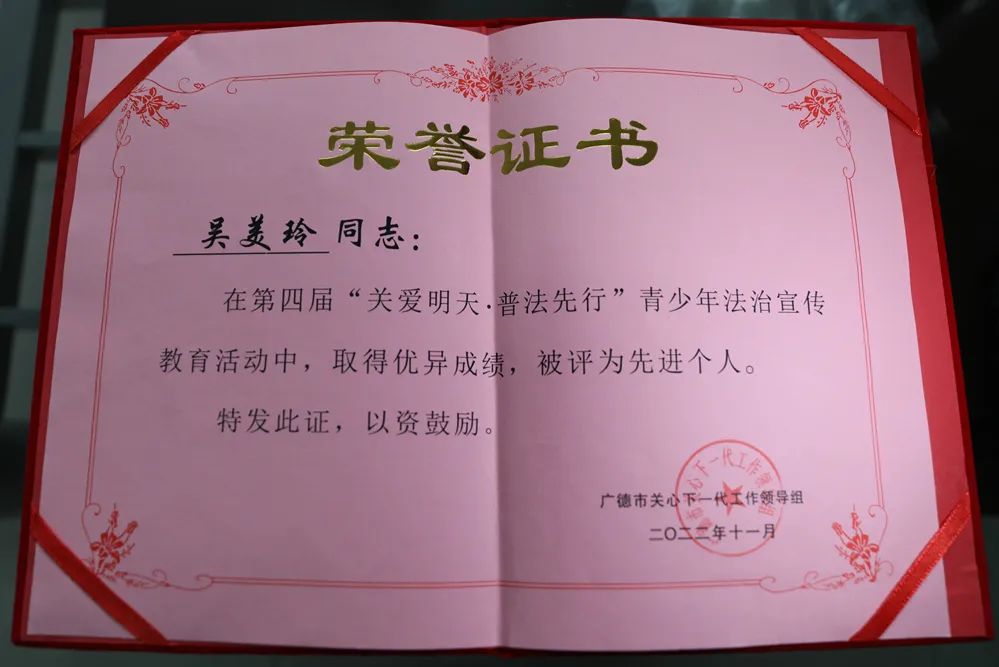 荣誉证书
吴美玲 同志：
在第四届“关爱明天·普法先行”青少年法治宣传
教育活动中，取得优异成绩，被评为先进个人。
特发此证，以资鼓励。
广德市关心下一代工作领导组
二〇二二年十一月